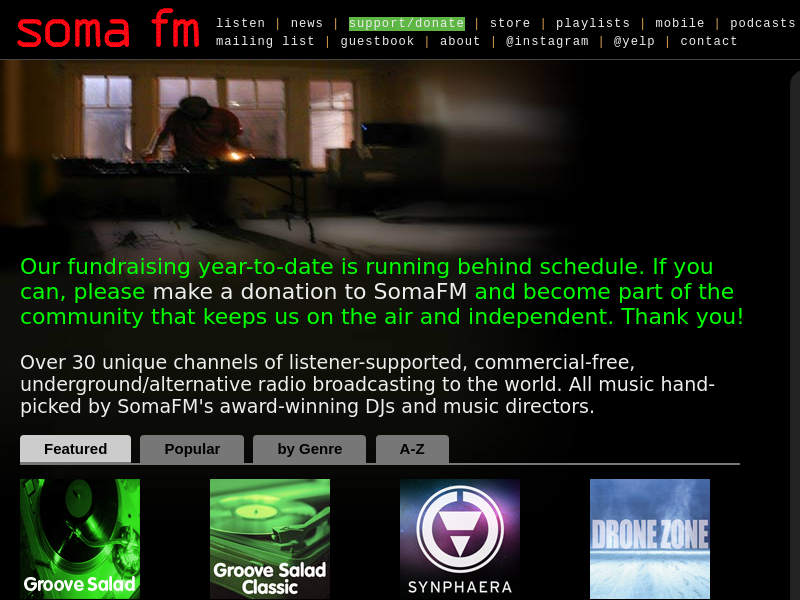 soma fm
listen | news | support/donate | store | playlists | mobile | podcasts
mailing list | guestbook | about | @instagram | @yelp | contact
Our fundraising year-to-date is running behind schedule. If you
can, please make a donation to SomaFM and become part of the
community that keeps us on the air and independent. Thank you!
Over 30 unique channels of listener-supported, commercial-free,
underground/alternative radio broadcasting to the world. All music hand-
picked by SomaFM's award-winning DJs and music directors.
Featured Popular by Genre A-Z
Groove Salad
Groove Salad
Classic
SYNPHAERA
DRONE ZONE